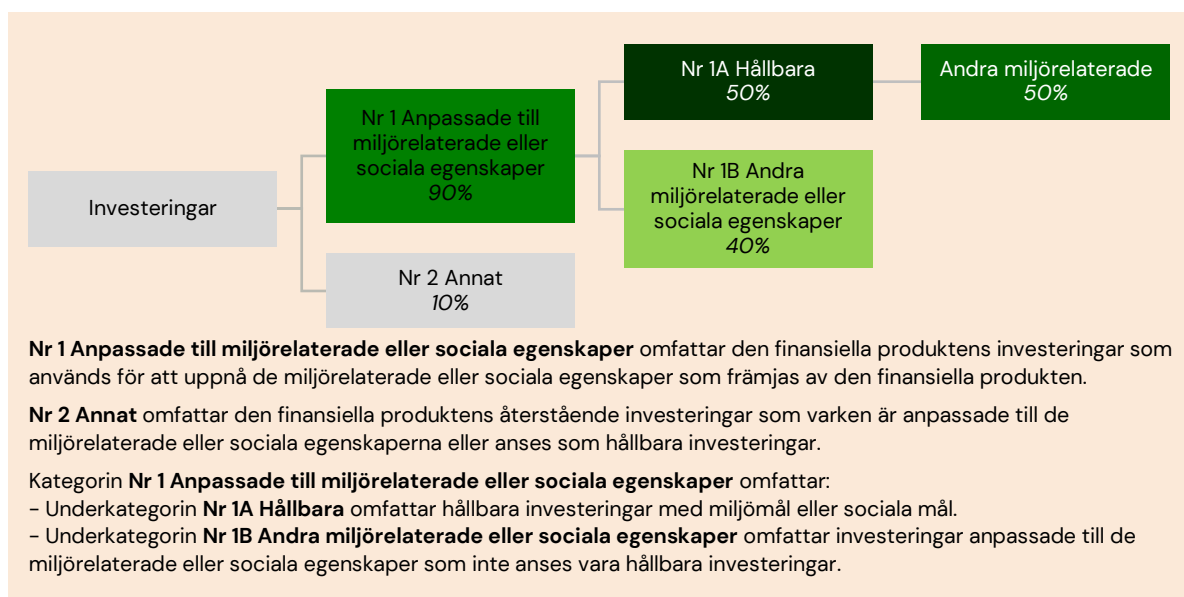 Investeringar
Nr 1 Anpassade till
miljörelaterade eller
sociala egenskaper
90%
Nr 2 Annat
10%
Nr 1A Hållbara
50%
Nr 1B Andra
miljörelaterade eller
sociala egenskaper
40%
Andra miljörelaterade
50%
Nr 1 Anpassade till miljörelaterade eller sociala egenskaper omfattar den finansiella produktens investeringar som
används för att uppnå de miljörelaterade eller sociala egenskaper som främjas av den finansiella produkten.
Nr 2 Annat omfattar den finansiella produktens återstående investeringar som varken är anpassade till de
miljörelaterade eller sociala egenskaperna eller anses som hållbara investeringar.
Kategorin Nr 1 Anpassade till miljörelaterade eller sociala egenskaper omfattar:
- Underkategorin Nr 1A Hållbara omfattar hållbara investeringar med miljömål eller sociala mål.
- Underkategorin Nr 1B Andra miljörelaterade eller sociala egenskaper omfattar investeringar anpassade till de
miljörelaterade eller sociala egenskaper som inte anses vara hållbara investeringar.